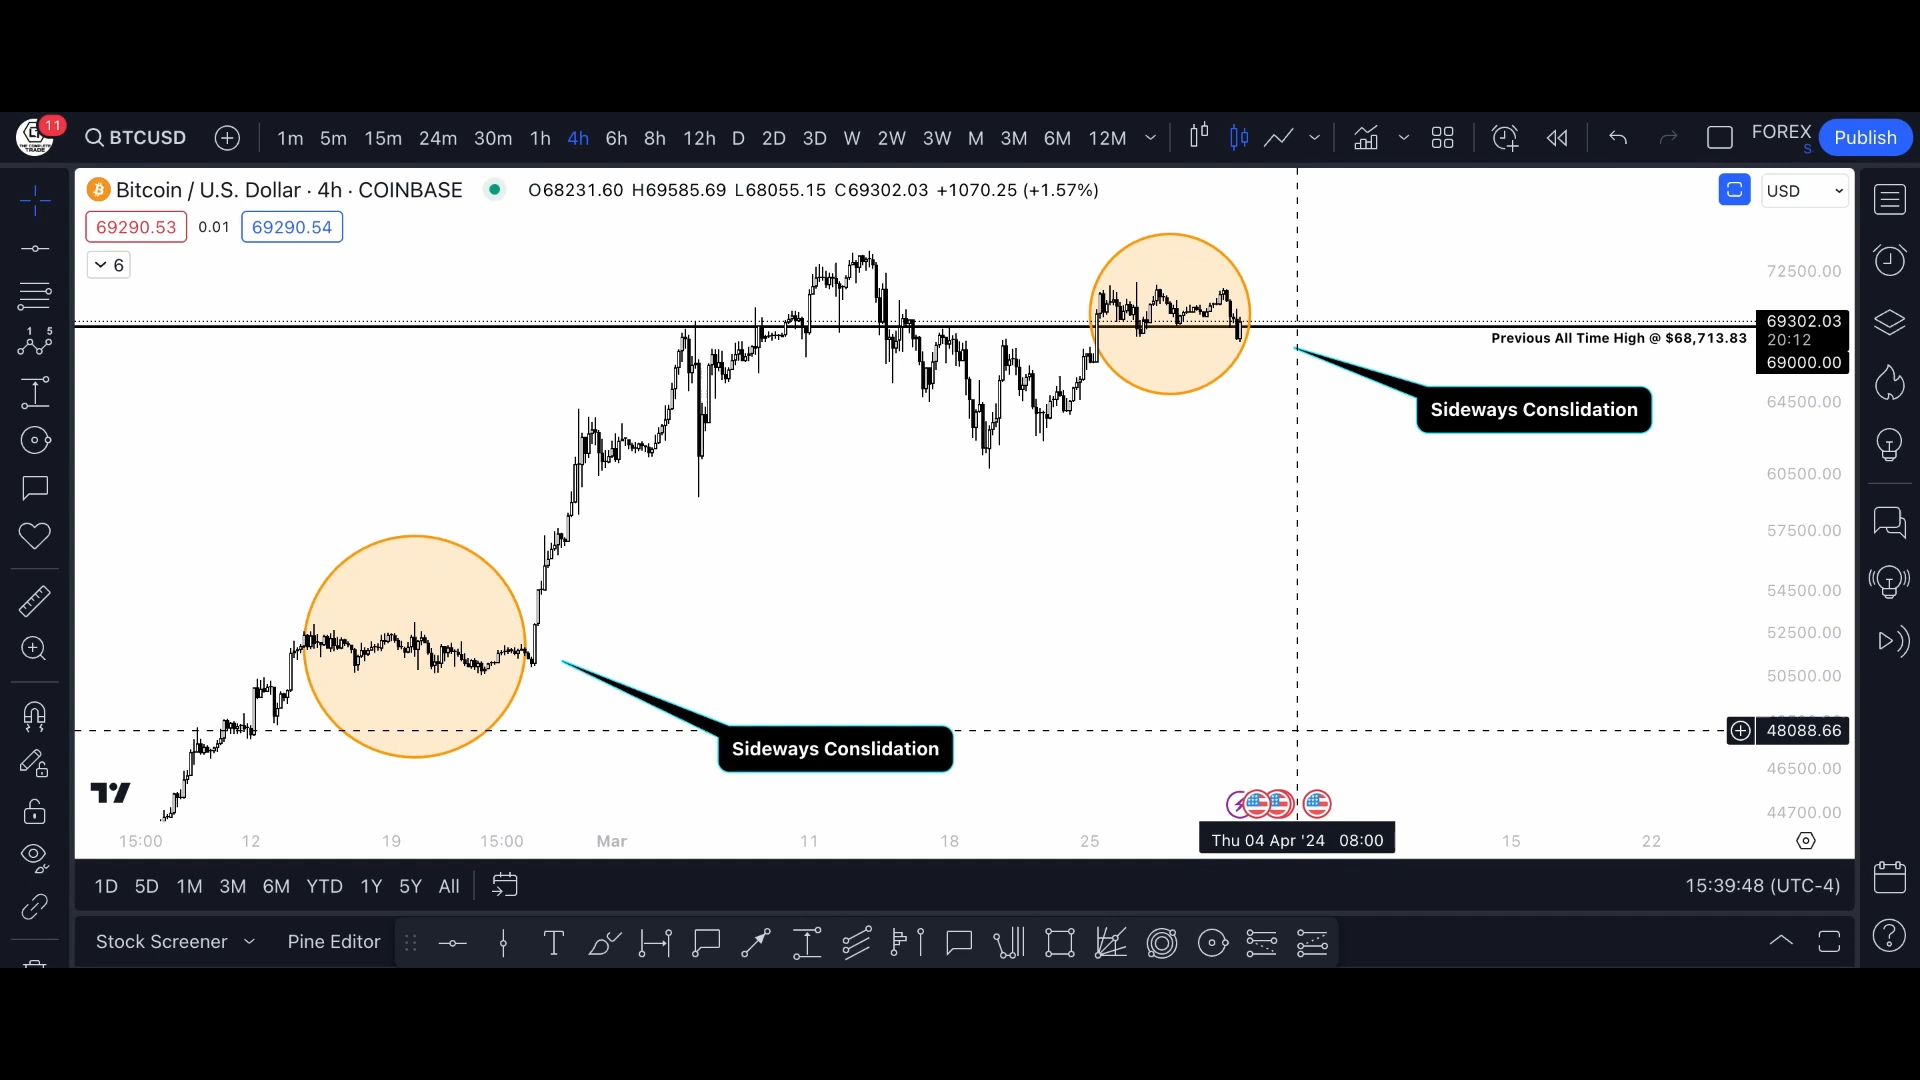 11
BTCUSD 1m 5m 15m 24m 30m 1h 4h 6h 8h 12h D 2D 3D W 2W 3W M 3M 6M 12M FOREX S Publish
Bitcoin / U.S. Dollar · 4h · COINBASE O68231.60 H69585.69 L68055.15 C69302.03 +1070.25 (+1.57%) USD
69290.53 0.01 69290.54
6
72500.00
69302.03
20:12
Previous All Time High @ $68,713.83
69000.00
64500.00
Sideways Conslidation
60500.00
57500.00
54500.00
52500.00
50500.00
48088.66
Sideways Conslidation
46500.00
44700.00
15:00 12 19 15:00 Mar 11 18 25 Thu 04 Apr '24 08:00 15 22
1D 5D 1M 3M 6M YTD 1Y 5Y All 15:39:48 (UTC-4)
Stock Screener Pine Editor